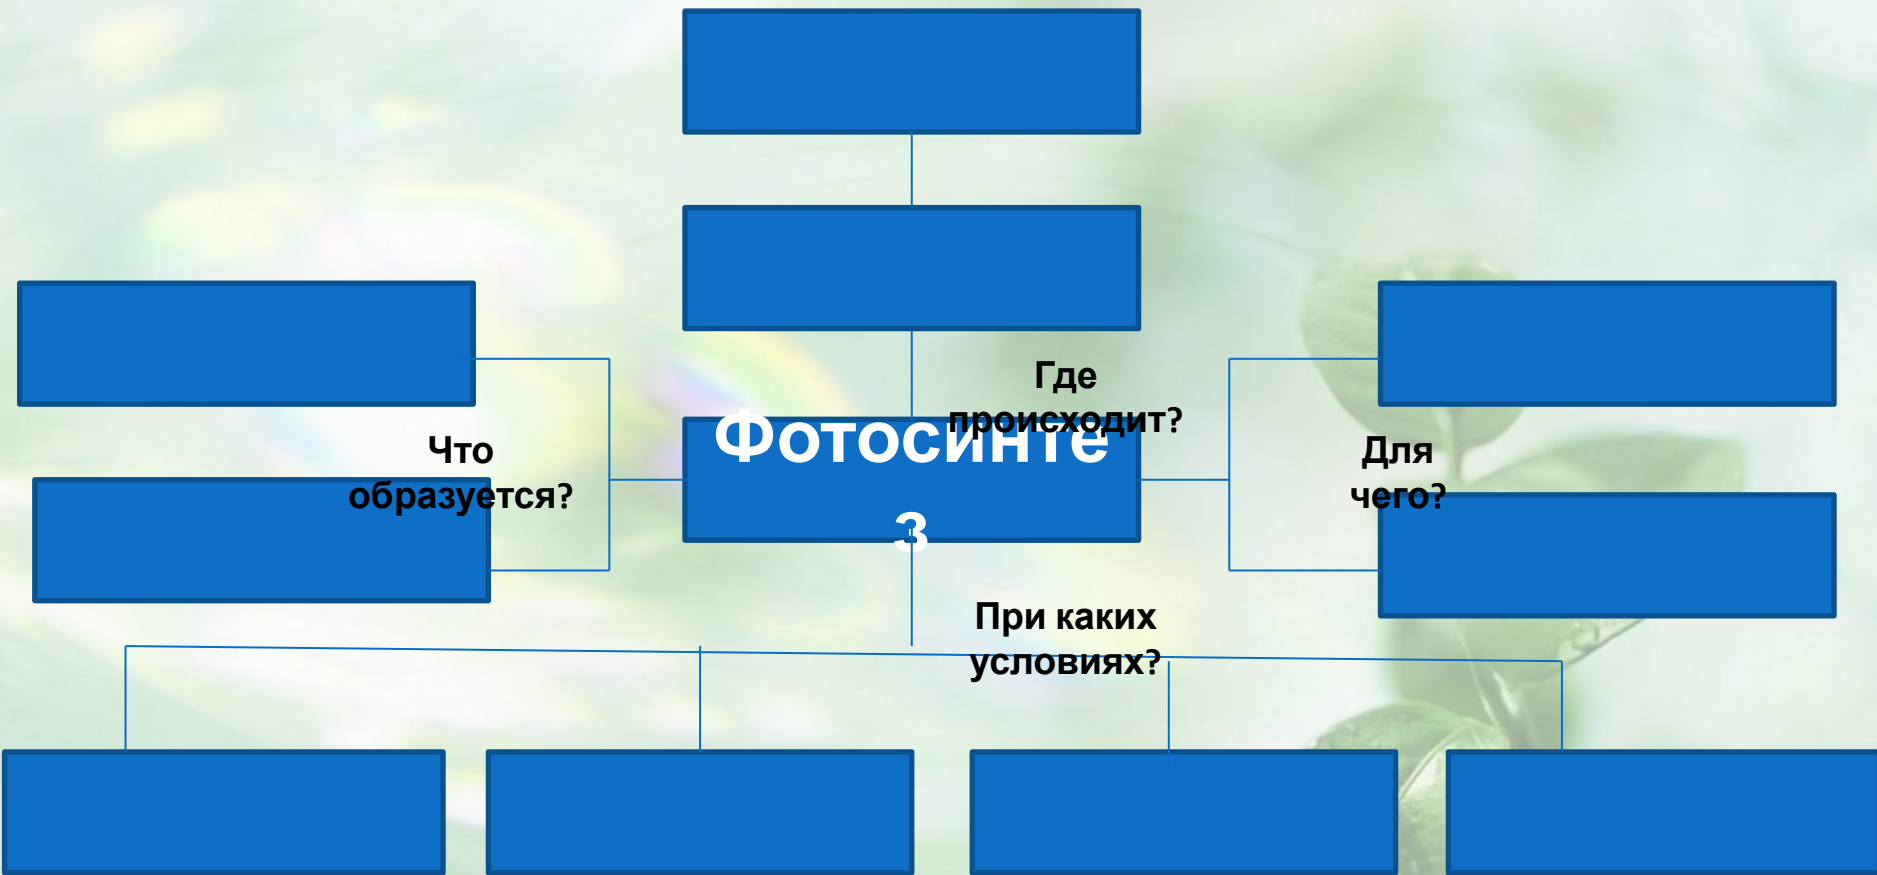 Где
происходит?
Фотосинте
з
Что
образуется?
Для
чего?
При каких
условиях?